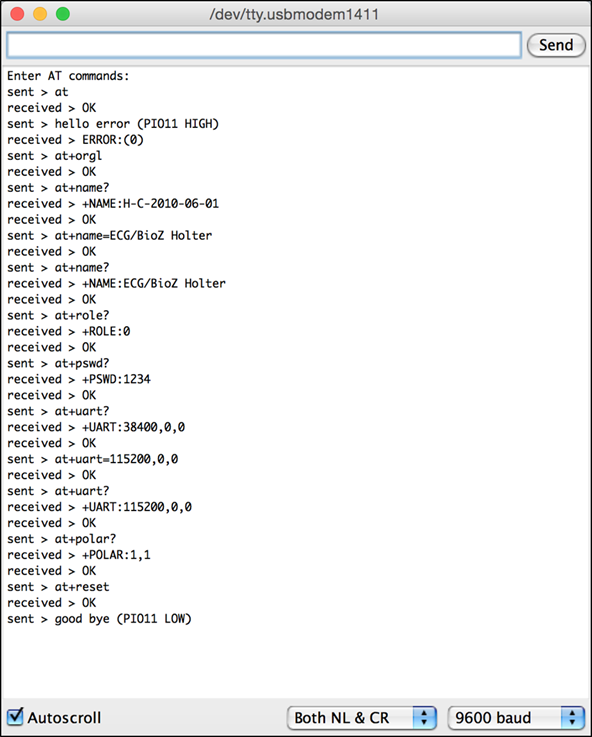 /dev/tty.usbmodem1411
Send
Enter AT commands:
sent > at
received > OK
sent > hello error (PIO11 HIGH)
received > ERROR:(0)
sent > at+orgl
received > OK
sent > at+name?
received > +NAME:H-C-2010-06-01
received > OK
sent > at+name=ECG/BioZ Holter
received > OK
sent > at+name?
received > +NAME:ECG/BioZ Holter
received > OK
sent > at+role?
received > +ROLE:0
received > OK
sent > at+pswd?
received > +PSWD:1234
received > OK
sent > at+uart?
received > +UART:38400,0,0
received > OK
sent > at+uart=115200,0,0
received > OK
sent > at+uart?
received > +UART:115200,0,0
received > OK
sent > at+polar?
received > +POLAR:1,1
received > OK
sent > at+reset
received > OK
sent > good bye (PIO11 LOW)
Autoscroll
Both NL & CR
9600 baud